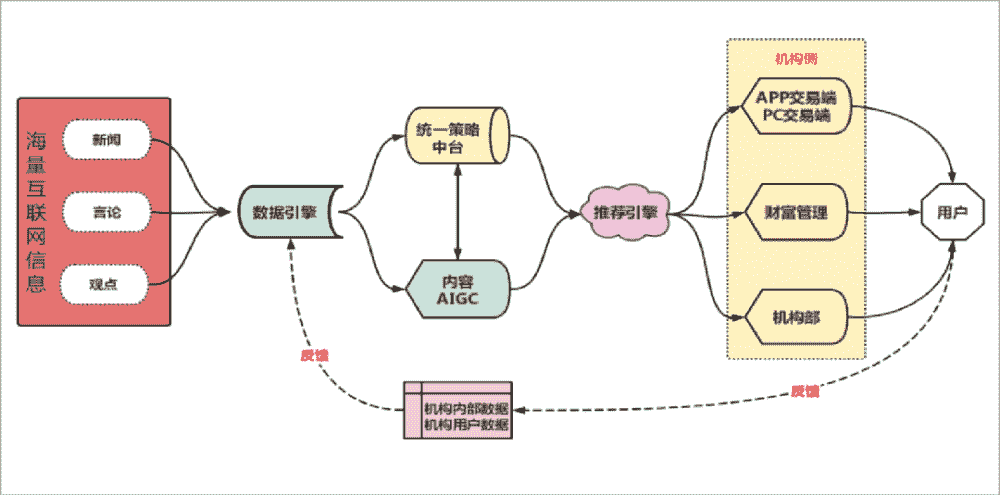 海量互联网信息
新闻
言论
观点
数据引擎
统一策略
中台
内容
AIGC
推荐引擎
机构侧
APP交易端
PC交易端
财富管理
机构部
用户
反馈
反馈
机构内部数据
机构用户数据